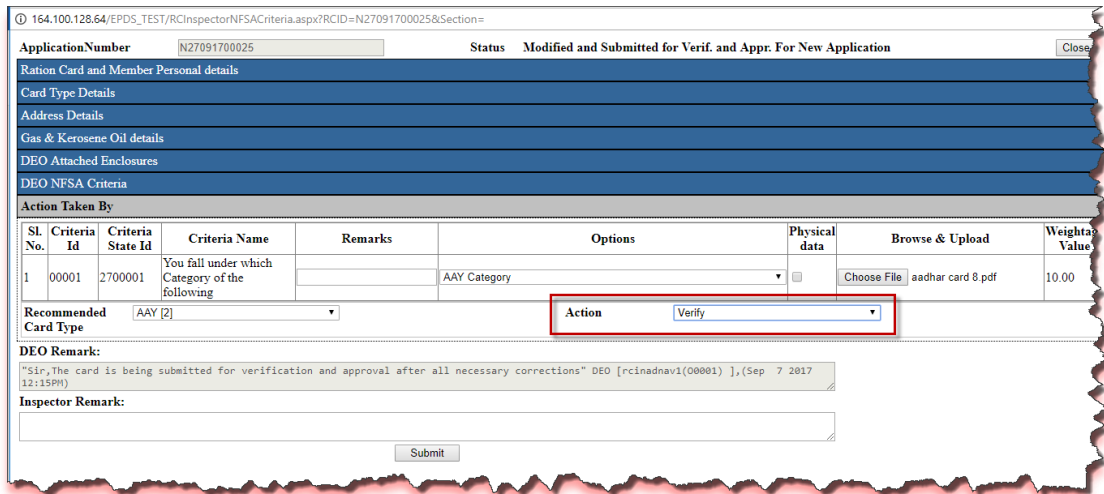 164.100.128.64/EPDS_TEST/RCInspectorNFSACriteria.aspx?RCID=N27091700025&Section=
ApplicationNumber N27091700025 Status Modified and Submitted for Verif. and Appr. For New Application Close
Ration Card and Member Personal details
Card Type Details
Address Details
Gas & Kerosene Oil details
DEO Attached Enclosures
DEO NFSA Criteria
Action Taken By
Sl. No. Criteria Id Criteria State Id Criteria Name Remarks Options Physical data Browse & Upload Weightag Value
1 00001 2700001 You fall under which Category of the following AAY Category Choose File aadhar card 8.pdf 10.00
Recommended Card Type AAY [2] Action Verify
DEO Remark:
"Sir,The card is being submitted for verification and approval after all necessary corrections" DEO [rcinadnav1(O0001) ],(Sep 7 2017
12:15PM)
Inspector Remark:
Submit